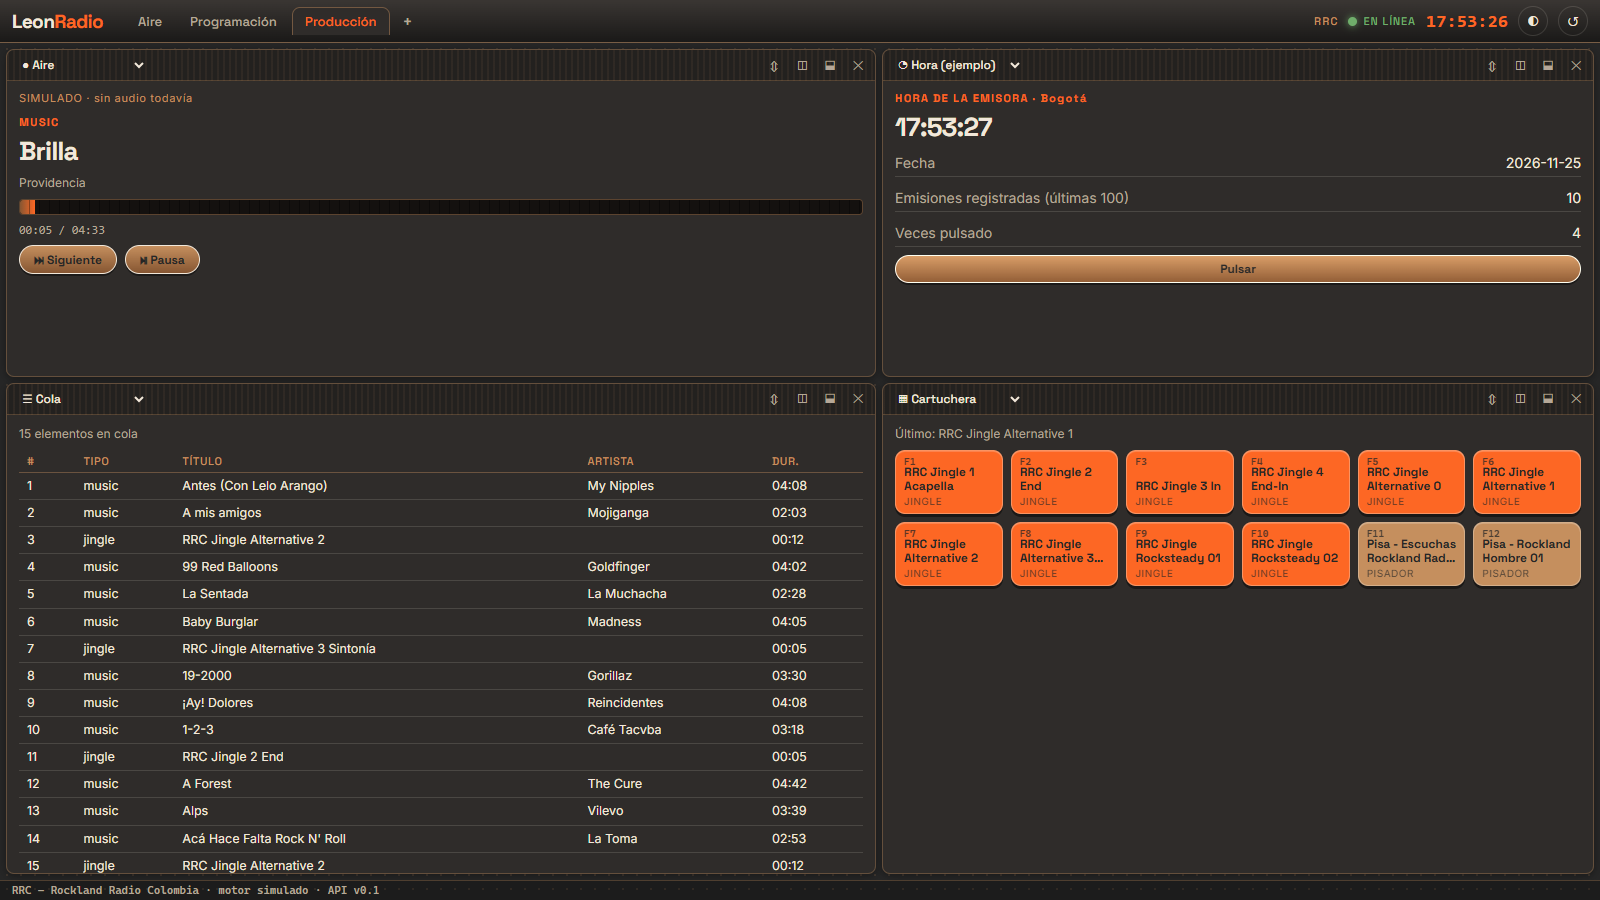 LeonRadio Aire Programación Producción + RRC EN LÍNEA 17:53:26
Aire
SIMULADO · sin audio todavía
MUSIC
Brilla
Providencia
00:05 / 04:33
Siguiente Pausa
Hora (ejemplo)
HORA DE LA EMISORA · Bogotá
17:53:27
Fecha 2026-11-25
Emisiones registradas (últimas 100) 10
Veces pulsado 4
Pulsar
Cola
15 elementos en cola
# TIPO TÍTULO ARTISTA DUR.
1 music Antes (Con Lelo Arango) My Nipples 04:08
2 music A mis amigos Mojiganga 02:03
3 jingle RRC Jingle Alternative 2 00:12
4 music 99 Red Balloons Goldfinger 04:02
5 music La Sentada La Muchacha 02:28
6 music Baby Burglar Madness 04:05
7 jingle RRC Jingle Alternative 3 Sintonía 00:05
8 music 19-2000 Gorillaz 03:30
9 music ¡Ay! Dolores Reincidentes 04:08
10 music 1-2-3 Café Tacvba 03:18
11 jingle RRC Jingle 2 End 00:05
12 music A Forest The Cure 04:42
13 music Alps Vilevo 03:39
14 music Acá Hace Falta Rock N' Roll La Toma 02:53
15 jingle RRC Jingle Alternative 2 00:12
Cartuchera
Último: RRC Jingle Alternative 1
F1
RRC Jingle 1
Acapella
JINGLE
F2
RRC Jingle 2
End
JINGLE
F3
RRC Jingle 3 In
JINGLE
F4
RRC Jingle 4
End-In
JINGLE
F5
RRC Jingle
Alternative 0
JINGLE
F6
RRC Jingle
Alternative 1
JINGLE
F7
RRC Jingle
Alternative 2
JINGLE
F8
RRC Jingle
Alternative 3...
JINGLE
F9
RRC Jingle
Rocksteady 01
JINGLE
F10
RRC Jingle
Rocksteady 02
JINGLE
F11
Pisa - Escuchas
Rockland Rad...
PISADOR
F12
Pisa - Rockland
Hombre 01
PISADOR
RRC — Rockland Radio Colombia · motor simulado · API v0.1